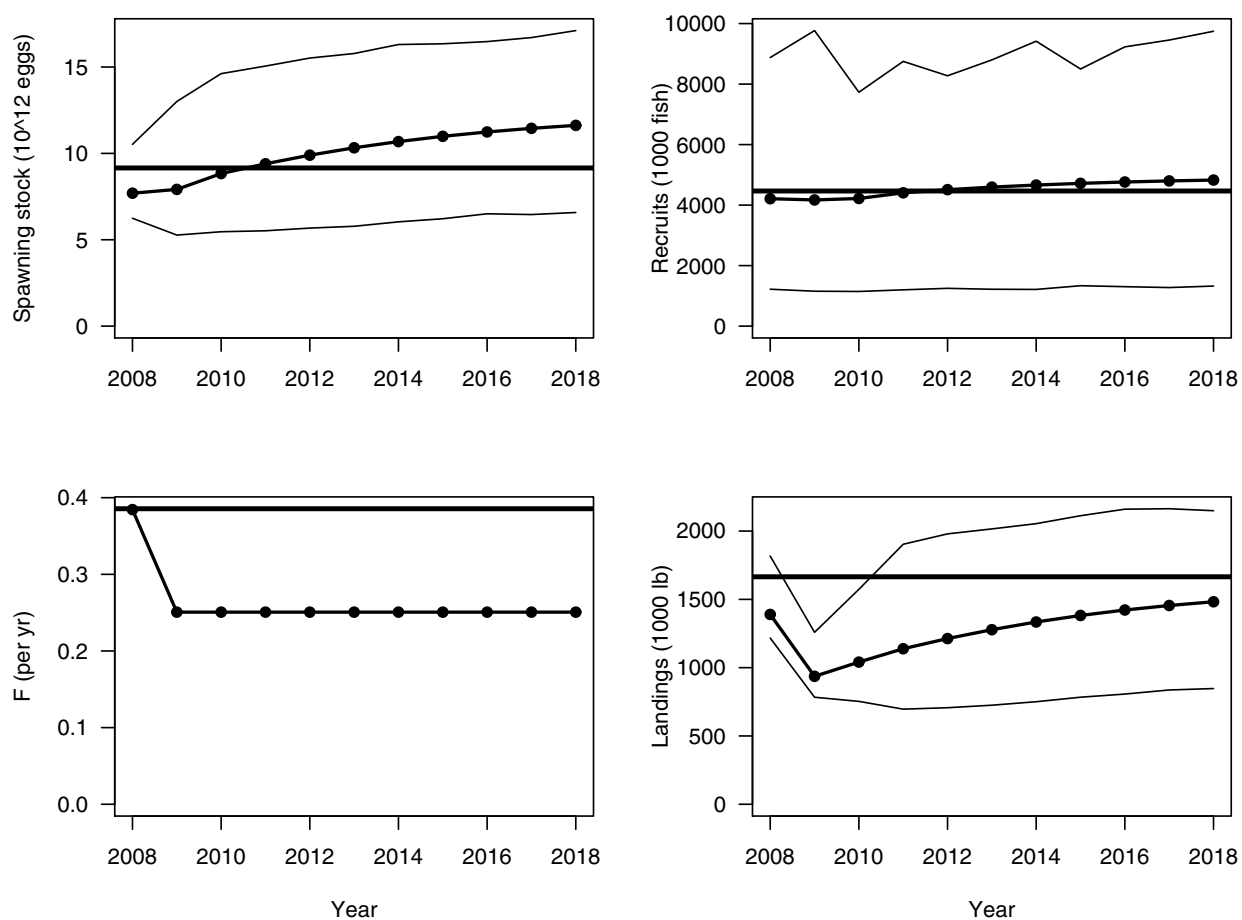 Spawning stock (10^12 eggs)
15
10
5
0
2008 2010 2012 2014 2016 2018
Recruits (1000 fish)
10000
8000
6000
4000
2000
0
2008 2010 2012 2014 2016 2018
F (per yr)
0.4
0.3
0.2
0.1
0.0
2008 2010 2012 2014 2016 2018
Year
Landings (1000 lb)
2000
1500
1000
500
0
2008 2010 2012 2014 2016 2018
Year